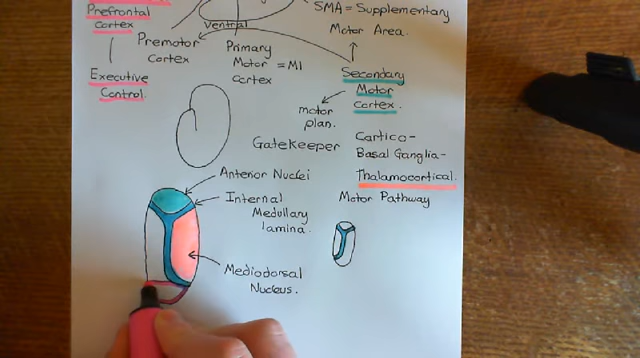 Prefrontal
cortex
Executive
Control.
Ventral
Premotor
Cortex
Primary
Motor = M1
cortex
SMA = Supplementary
Motor Area.
Secondary
Motor
cortex.
motor
plan.
Gatekeeper
Cortico-
Basal Ganglia-
Thalamocortical
Motor Pathway
Anterior Nuclei
Internal
Medullary
lamina.
Mediodorsal
Nucleus.